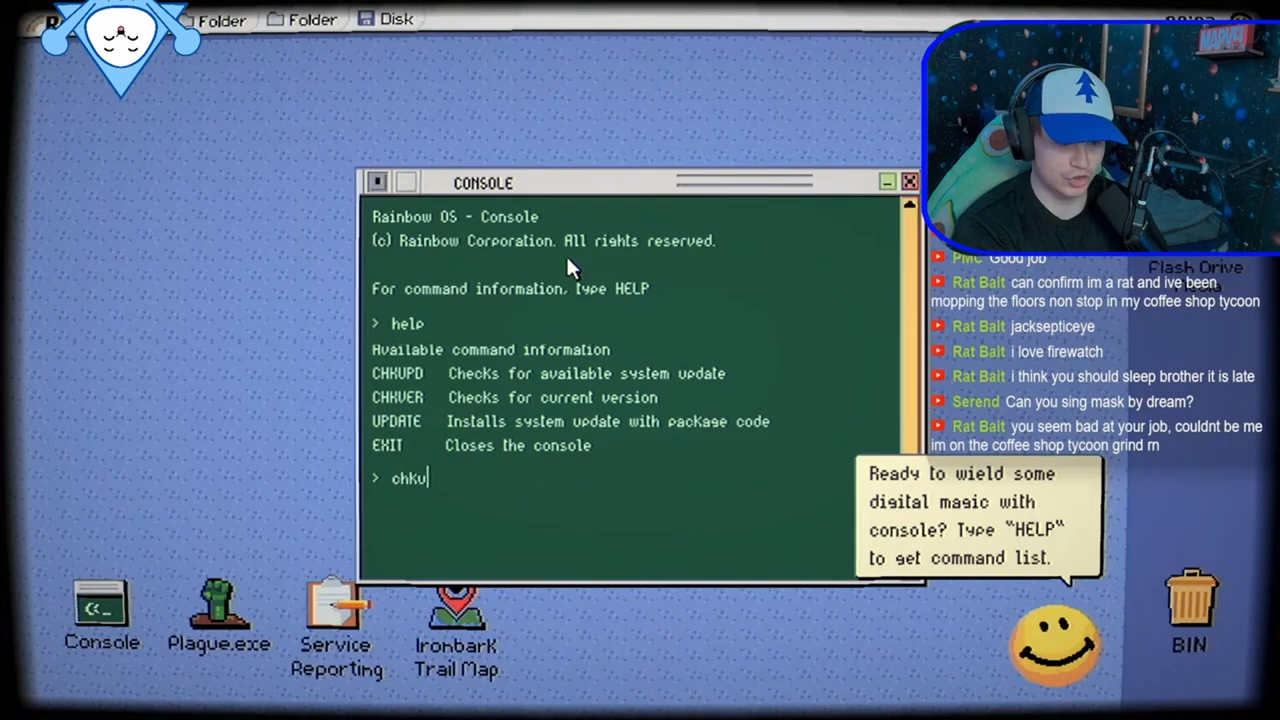 Folder
Folder
Disk
MARVEL
CONSOLE
Rainbow OS - Console
(c) Rainbow Corporation. All rights reserved.
For command information, type HELP
> help
Available command information
CHKUPD Checks for available system update
CHKVER Checks for current version
UPDATE Installs system update with package code
EXIT Closes the console
> chku
Flash Drive
PMC Good job
Rat Bait can confirm im a rat and ive been
mopping the floors non stop in my coffee shop tycoon
Rat Bait jacksepticeye
Rat Bait i love firewatch
Rat Bait i think you should sleep brother it is late
Serend Can you sing mask by dream?
Rat Bait you seem bad at your job, couldnt be me
im on the coffee shop tycoon grind rn
Ready to wield some
digital magic with
console? Type "HELP"
to get command list.
Console
Plague.exe
Service
Reporting
Ironbark
Trail Map
BIN